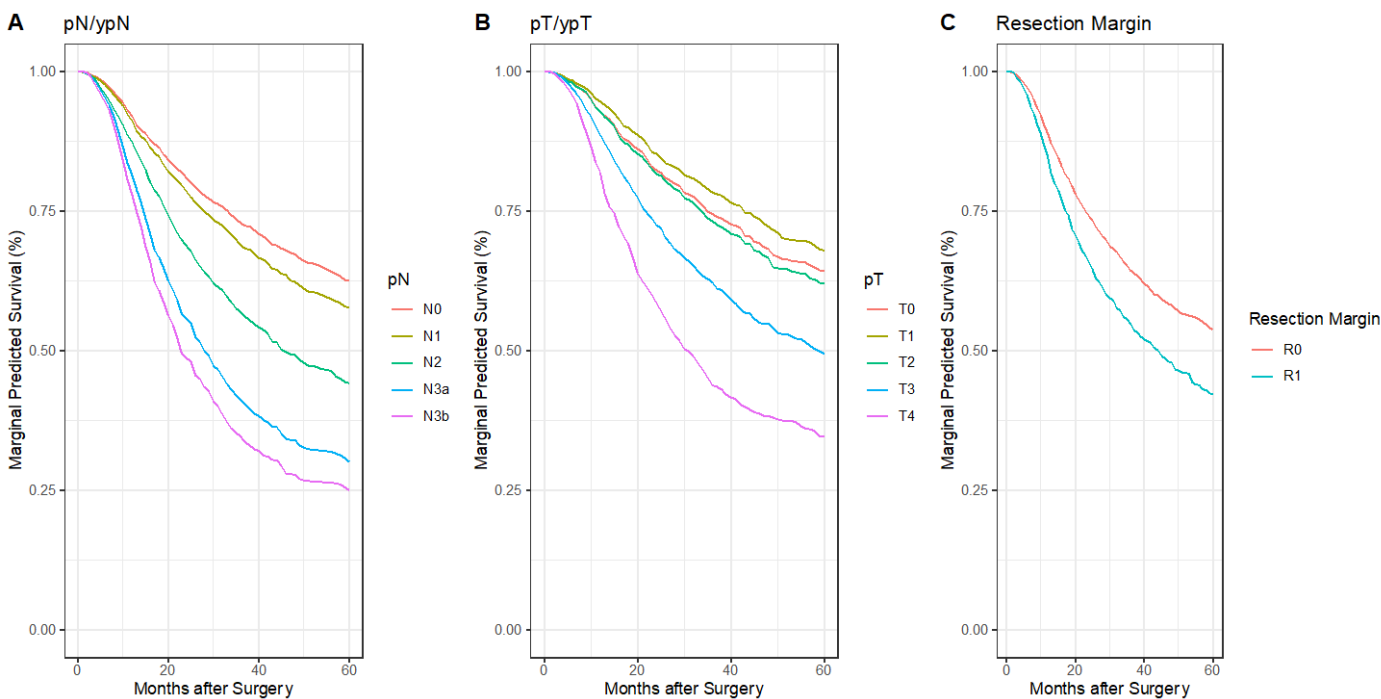 A pN/ypN
Marginal Predicted Survival (%)
1.00
0.75
0.50
0.25
0.00
0 20 40 60
Months after Surgery
pN
N0
N1
N2
N3a
N3b
B pT/ypT
Marginal Predicted Survival (%)
1.00
0.75
0.50
0.25
0.00
0 20 40 60
Months after Surgery
pT
T0
T1
T2
T3
T4
C Resection Margin
Marginal Predicted Survival (%)
1.00
0.75
0.50
0.25
0.00
0 20 40 60
Months after Surgery
Resection Margin
R0
R1